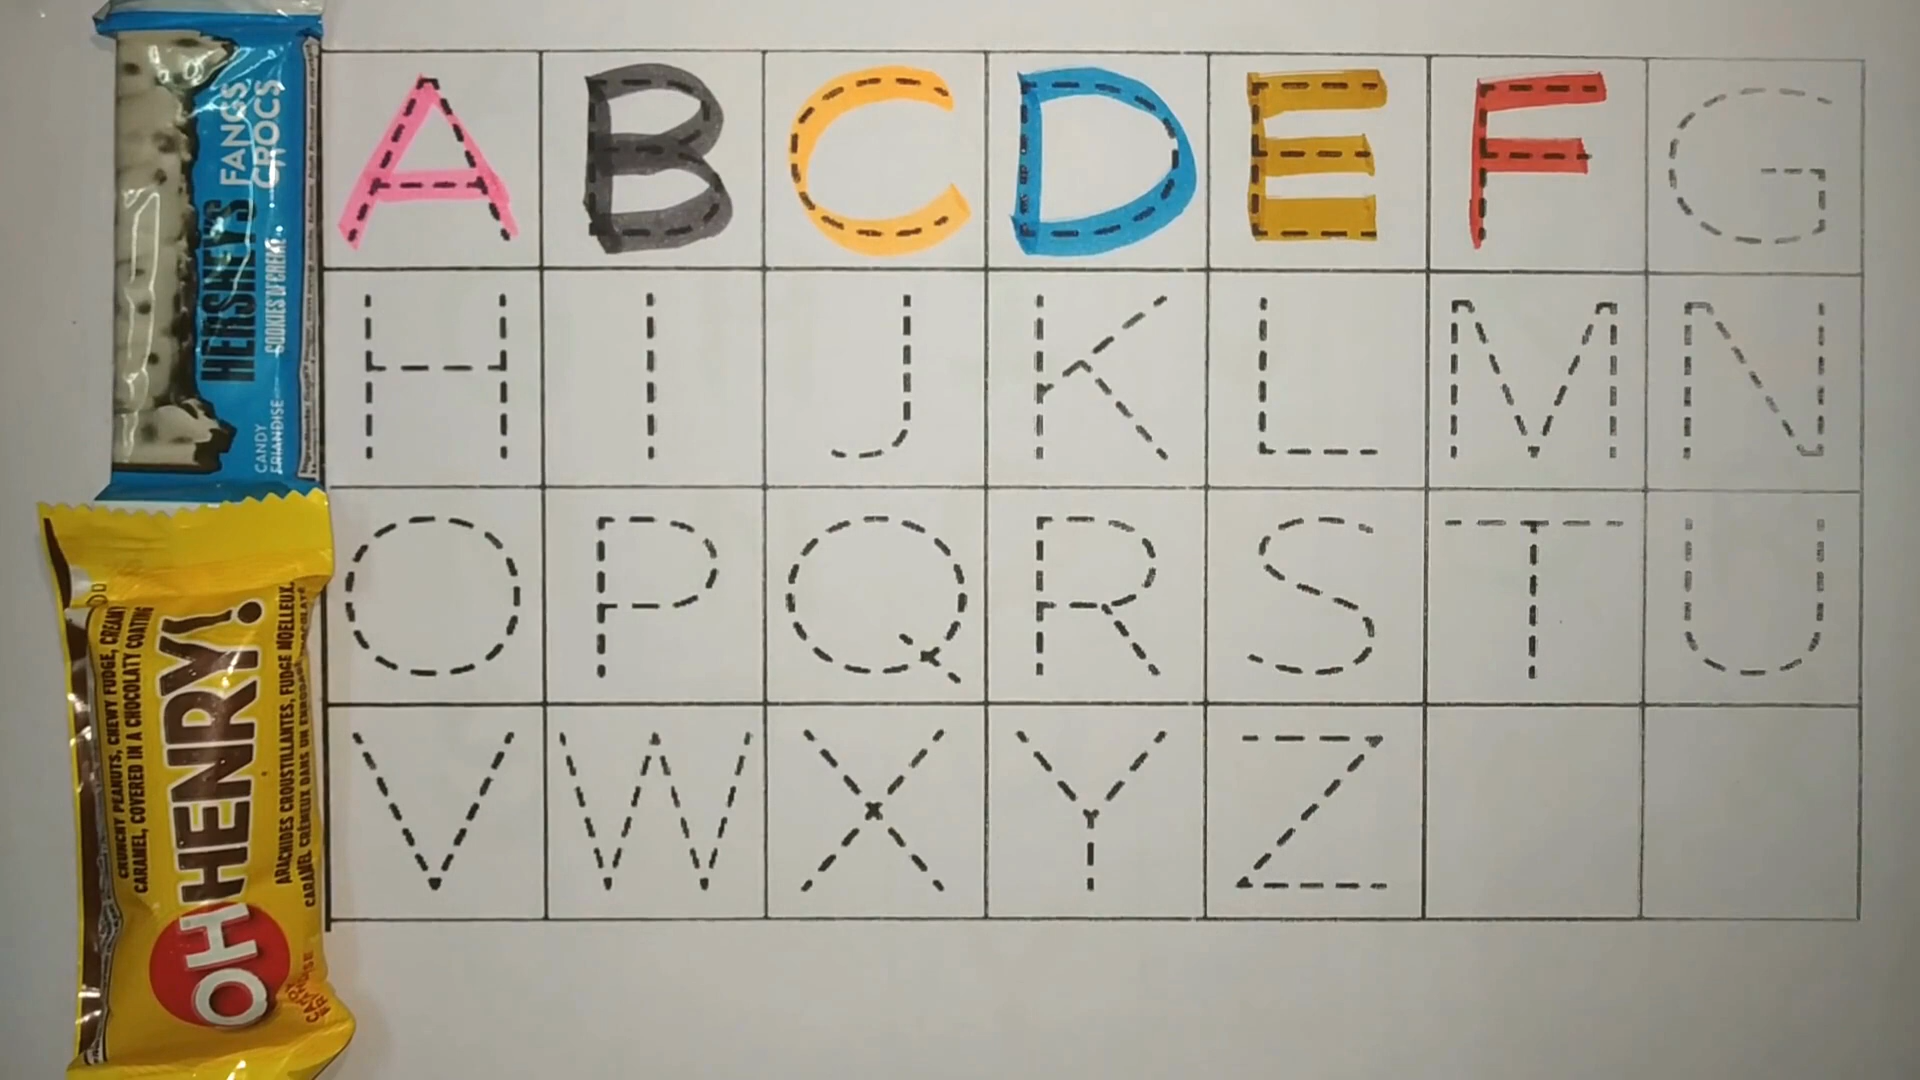 HERSHEY'S FANGS
CROCS
COOKIES 'N' CREME
CANDY
FRIANDISE
OH HENRY!
CRUNCHY PEANUTS, CHEWY FUDGE, CREAMY
CARAMEL, COVERED IN A CHOCOLATY COATING
ARACHIDES CROUSTILLANTES, FUDGE MOELLEUX,
CARAMEL CRÉMEUX DANS UN ENROBAGE CHOCOLATÉ
A B C D E F G
H I J K L M N
O P Q R S T U
V W X Y Z